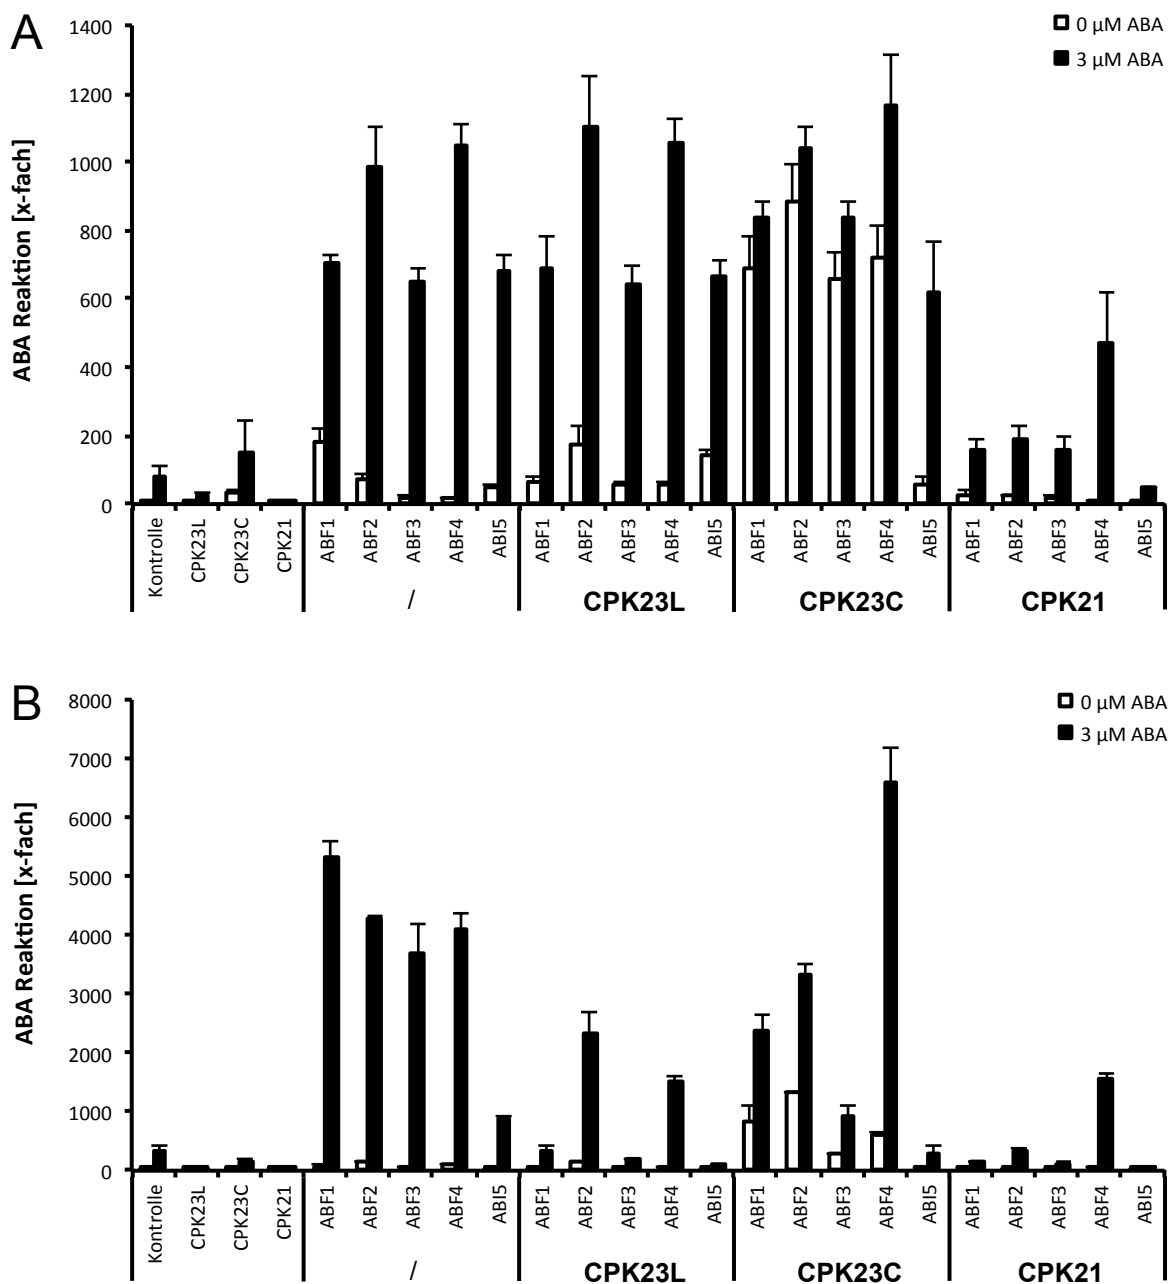 A
0 µM ABA
3 µM ABA
ABA Reaktion [x-fach]
1400
1200
1000
800
600
400
200
0
Kontrolle
CPK23L
CPK23C
CPK21
ABF1
ABF2
ABF3
ABF4
ABI5
ABF1
ABF2
ABF3
ABF4
ABI5
ABF1
ABF2
ABF3
ABF4
ABI5
ABF1
ABF2
ABF3
ABF4
ABI5
/
CPK23L
CPK23C
CPK21
B
0 µM ABA
3 µM ABA
ABA Reaktion [x-fach]
8000
7000
6000
5000
4000
3000
2000
1000
0
Kontrolle
CPK23L
CPK23C
CPK21
ABF1
ABF2
ABF3
ABF4
ABI5
ABF1
ABF2
ABF3
ABF4
ABI5
ABF1
ABF2
ABF3
ABF4
ABI5
ABF1
ABF2
ABF3
ABF4
ABI5
/
CPK23L
CPK23C
CPK21